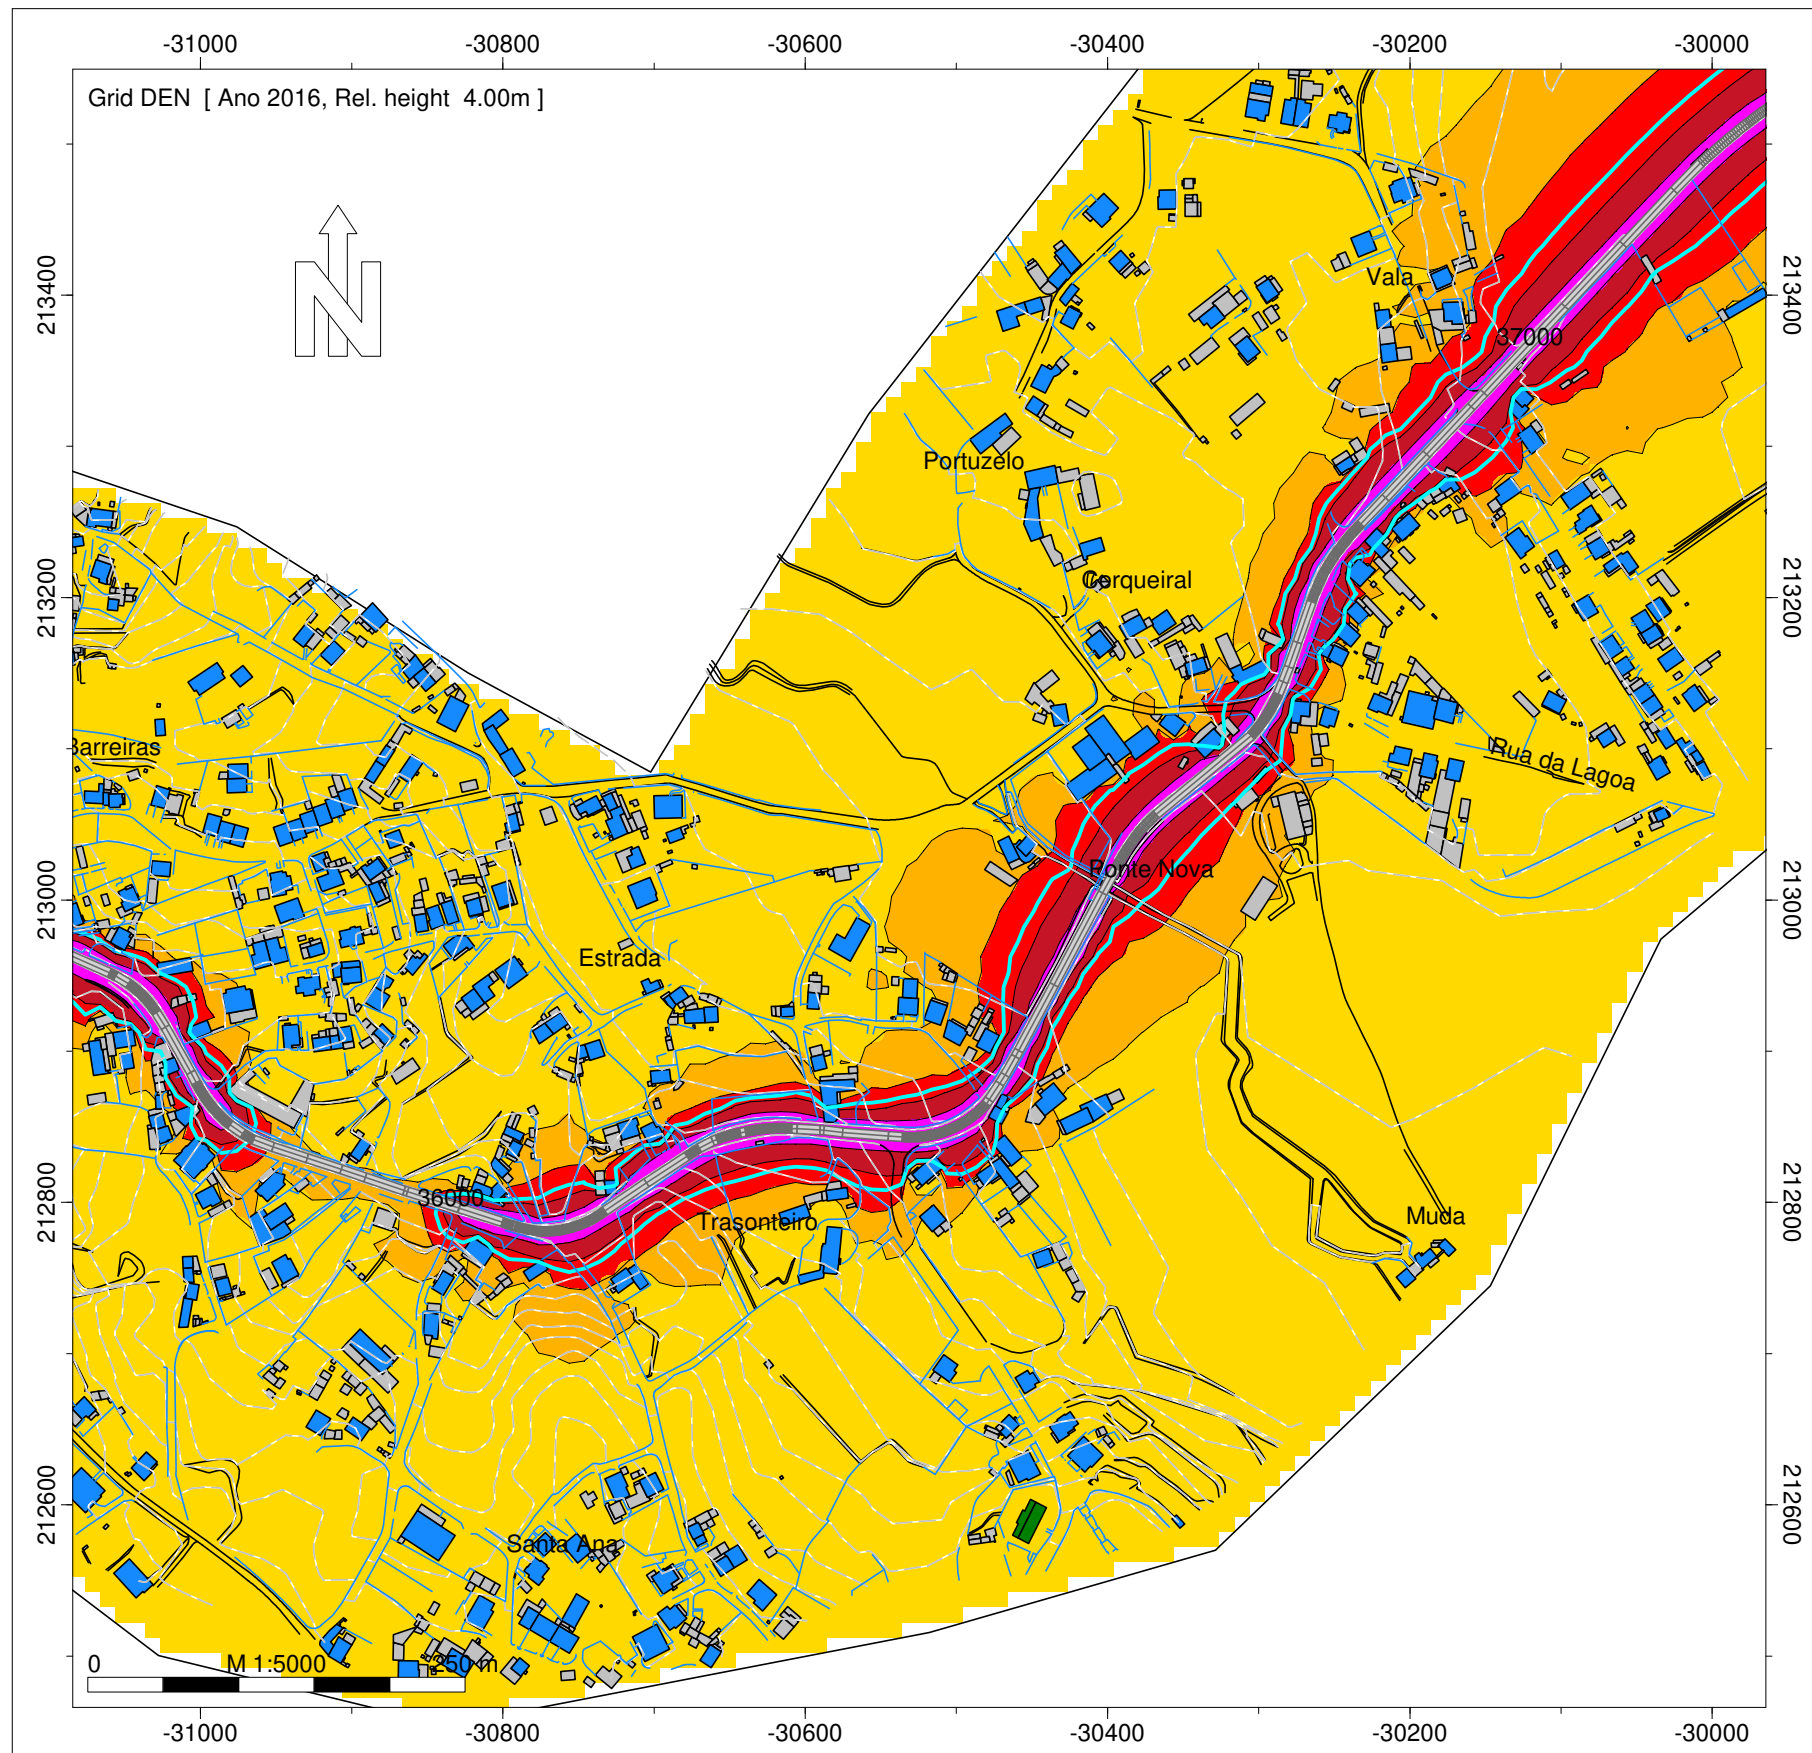 -31000 -30800 -30600 -30400 -30200 -30000
Grid DEN [ Ano 2016, Rel. height 4.00m ]
N
213400
213400
Vala
37000
Portuzelo
Cerqueiral
213200
213200
Barreiras
Rua da Lagoa
Ponte Nova
213000
213000
Estrada
36000
212800
212800
Trasonteiro
Muda
212600
212600
Santa Ana
0 M 1:5000 250 m
-31000 -30800 -30600 -30400 -30200 -30000